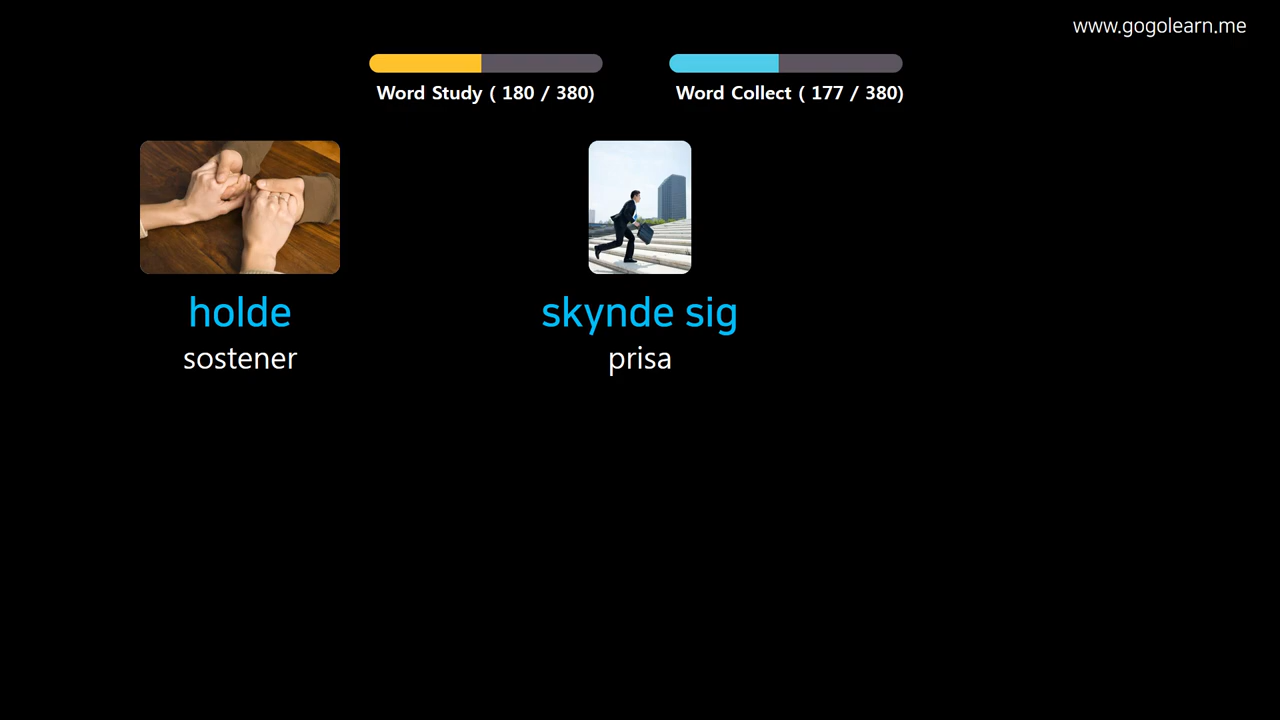 www.gogolearn.me
Word Study ( 180 / 380)
Word Collect ( 177 / 380)
holde
sostener
skynde sig
prisa